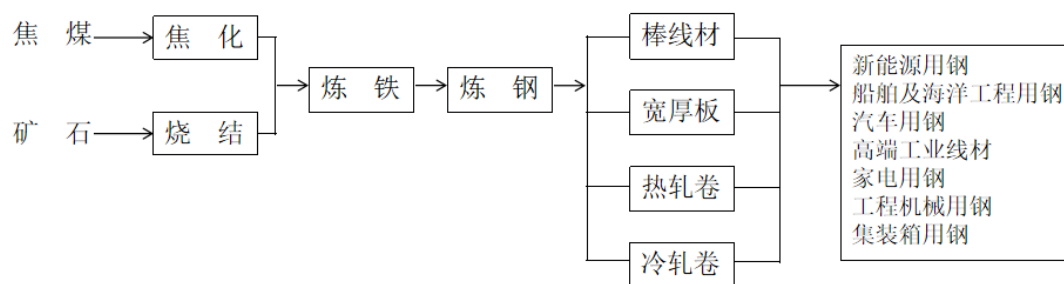 焦 煤
焦 化
矿 石
烧 结
炼 铁
炼 钢
棒线材
宽厚板
热轧卷
冷轧卷
新能源用钢
船舶及海洋工程用钢
汽车用钢
高端工业线材
家电用钢
工程机械用钢
集装箱用钢